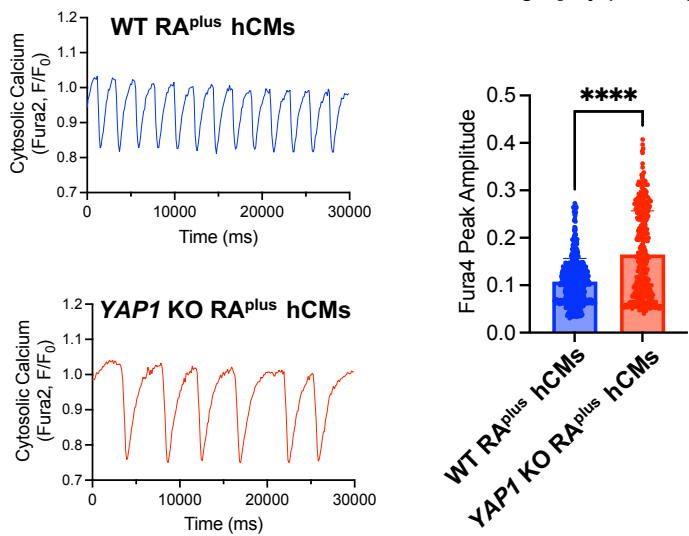 WT RAplus hCMs
Cytosolic Calcium
(Fura2, F/F0)
1.2
1.1
1.0
0.9
0.8
0.7
0 10000 20000 30000
Time (ms)
YAP1 KO RAplus hCMs
Cytosolic Calcium
(Fura2, F/F0)
1.2
1.1
1.0
0.9
0.8
0.7
0 10000 20000 30000
Time (ms)
****
Fura4 Peak Amplitude
0.5
0.4
0.3
0.2
0.1
0.0
WT RAplus hCMs
YAP1 KO RAplus hCMs